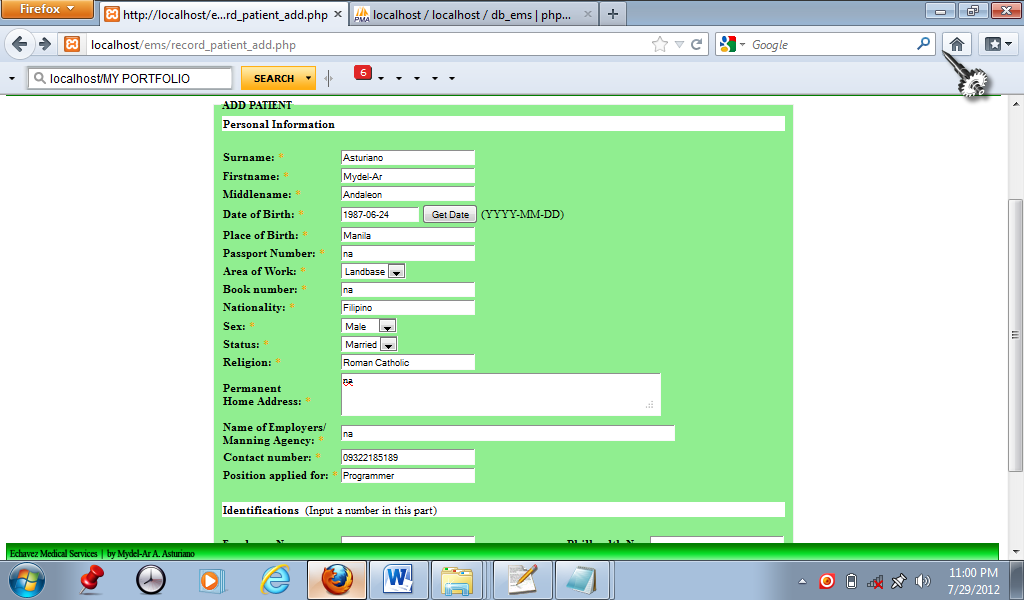 Firefox
http://localhost/e...rd_patient_add.php
localhost / localhost / db_ems | php...
localhost/ems/record_patient_add.php
Google
localhost/MY PORTFOLIO
SEARCH
6
ADD PATIENT
Personal Information
Surname: * Asturiano
Firstname: * Mydel-Ar
Middlename: * Andaleon
Date of Birth: * 1987-06-24 Get Date (YYYY-MM-DD)
Place of Birth: * Manila
Passport Number: * na
Area of Work: * Landbase
Book number: * na
Nationality: * Filipino
Sex: * Male
Status: * Married
Religion: * Roman Catholic
Permanent
Home Address: * na
Name of Employers/
Manning Agency: * na
Contact number: * 09322185189
Position applied for: * Programmer
Identifications (Input a number in this part)
Echavez Medical Services | by Mydel-Ar A. Asturiano
11:00 PM
7/29/2012